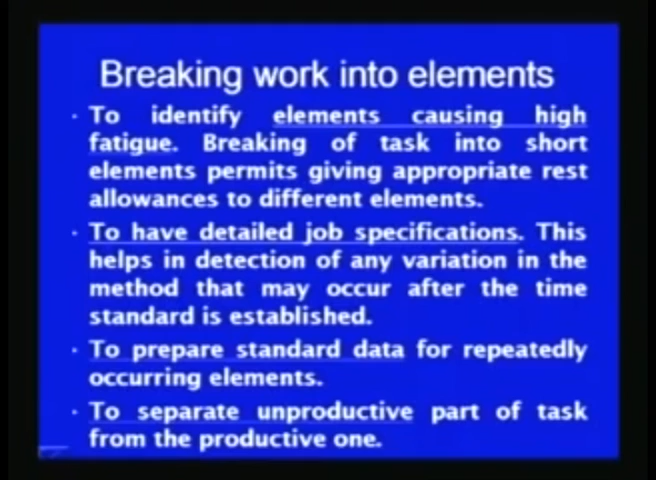 Breaking work into elements
· To identify elements causing high
fatigue. Breaking of task into short
elements permits giving appropriate rest
allowances to different elements.
· To have detailed job specifications. This
helps in detection of any variation in the
method that may occur after the time
standard is established.
· To prepare standard data for repeatedly
occurring elements.
· To separate unproductive part of task
from the productive one.